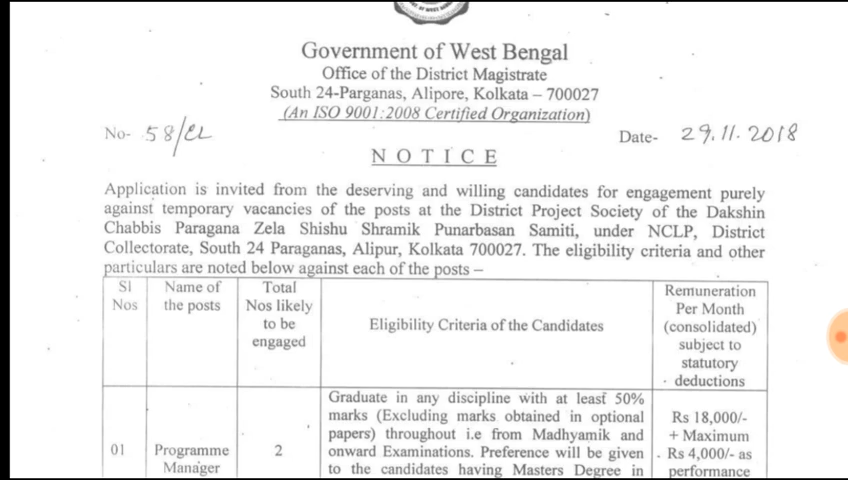 Government of West Bengal
Office of the District Magistrate
South 24-Parganas, Alipore, Kolkata – 700027
(An ISO 9001:2008 Certified Organization)
No- 58/CL
Date- 29.11.2018
NOTICE
Application is invited from the deserving and willing candidates for engagement purely
against temporary vacancies of the posts at the District Project Society of the Dakshin
Chabbis Paragana Zela Shishu Shramik Punarbasan Samiti, under NCLP, District
Collectorate, South 24 Paraganas, Alipur, Kolkata 700027. The eligibility criteria and other
particulars are noted below against each of the posts –
Sl
Nos
Name of
the posts
Total
Nos likely
to be
engaged
Eligibility Criteria of the Candidates
Remuneration
Per Month
(consolidated)
subject to
statutory
deductions
01
Programme
Manager
2
Graduate in any discipline with at least 50%
marks (Excluding marks obtained in optional
papers) throughout i.e from Madhyamik and
onward Examinations. Preference will be given
to the candidates having Masters Degree in
Rs 18,000/-
+ Maximum
Rs 4,000/- as
performance